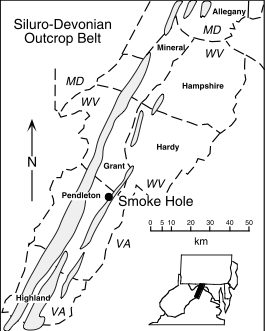 Siluro-Devonian
Outcrop Belt
Allegany
MD
Mineral
WV
MD
WV
Hampshire
N
Hardy
Grant
WV
Pendleton
Smoke Hole
VA
0 5 10 20 30 40 50
km
Highland
VA